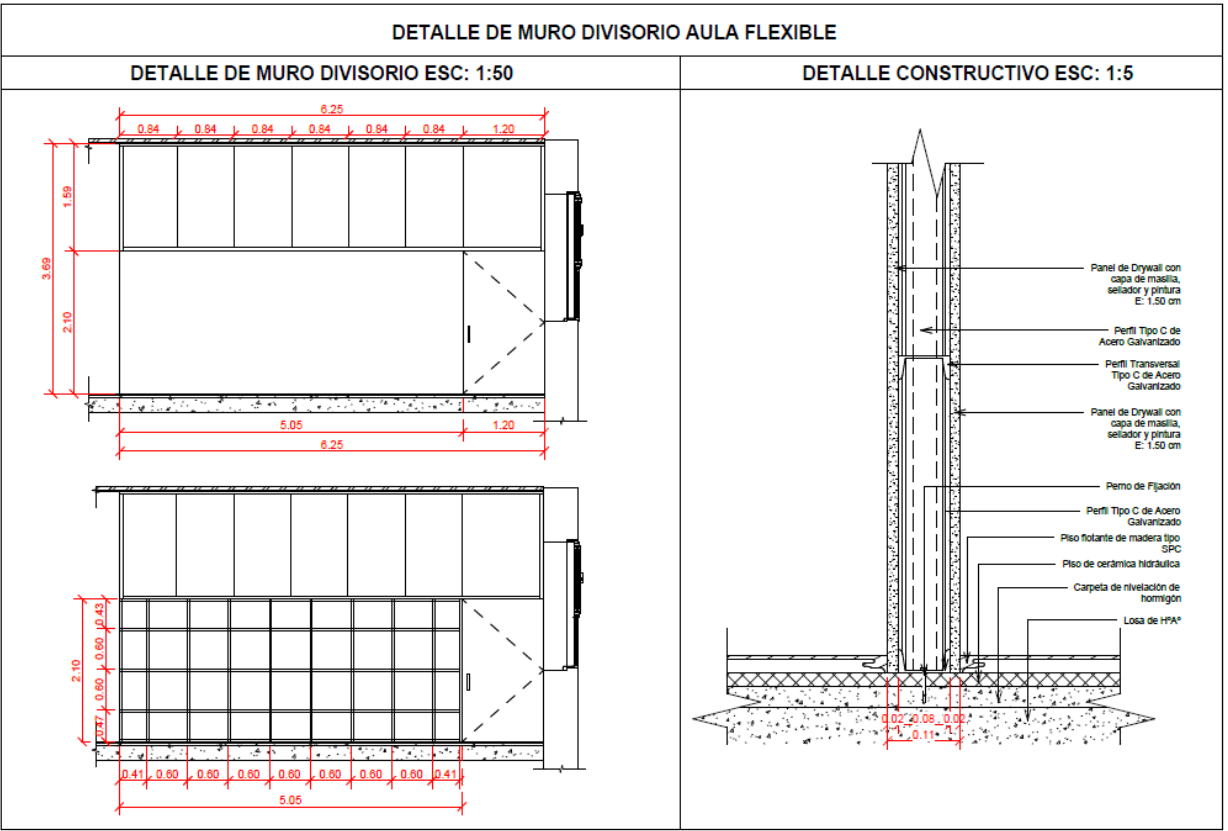 DETALLE DE MURO DIVISORIO AULA FLEXIBLE
DETALLE DE MURO DIVISORIO ESC: 1:50
DETALLE CONSTRUCTIVO ESC: 1:5
6.25
0.84 0.84 0.84 0.84 0.84 0.84 1.20
1.59
3.69
2.10
5.05 1.20
6.25
0.43
0.60
2.10
0.60
0.47
0.41 0.60 0.60 0.60 0.60 0.60 0.60 0.60 0.41
5.05
Panel de Drywall con
capa de masilla,
sellador y pintura
E: 1.50 cm
Perfil Tipo C de
Acero Galvanizado
Perfil Transversal
Tipo C de Acero
Galvanizado
Panel de Drywall con
capa de masilla,
sellador y pintura
E: 1.50 cm
Perno de Fijación
Perfil Tipo C de Acero
Galvanizado
Piso flotante de madera tipo
SPC
Piso de cerámica hidráulica
Carpeta de nivelación de
hormigón
Losa de HºAº
0.02 0.08 0.02
0.11